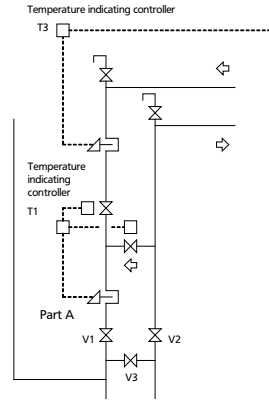 Temperature indicating controller
T3
Temperature
indicating
controller
T1
Part A
V1
V2
V3